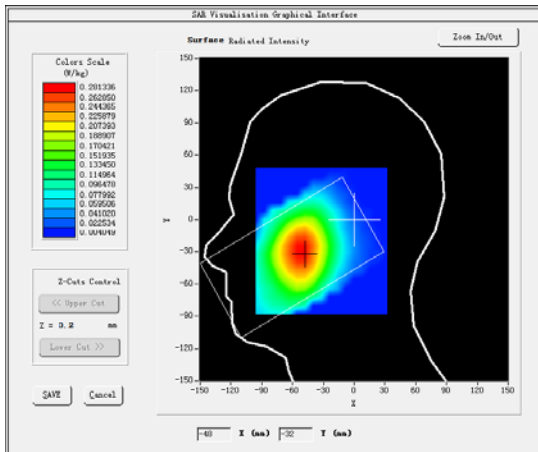 SAR Visualisation Graphical Interface
Surface Radiated Intensity
Zoom In/Out
Colors Scale
(W/kg)
0.281336
0.262850
0.244365
0.225879
0.207393
0.188907
0.170421
0.151935
0.133450
0.114964
0.096478
0.077992
0.059506
0.041020
0.022534
0.004049
Z-Cuts Control
<< Upper Cut
Z = 0.2 mm
Lower Cut >>
SAVE Cancel
150
120
90
60
30
Y 0
-30
-60
-90
-120
-150
-150 -120 -90 -60 -30 0 30 60 90 120 150
X
-48 X (mm) -32 Y (mm)